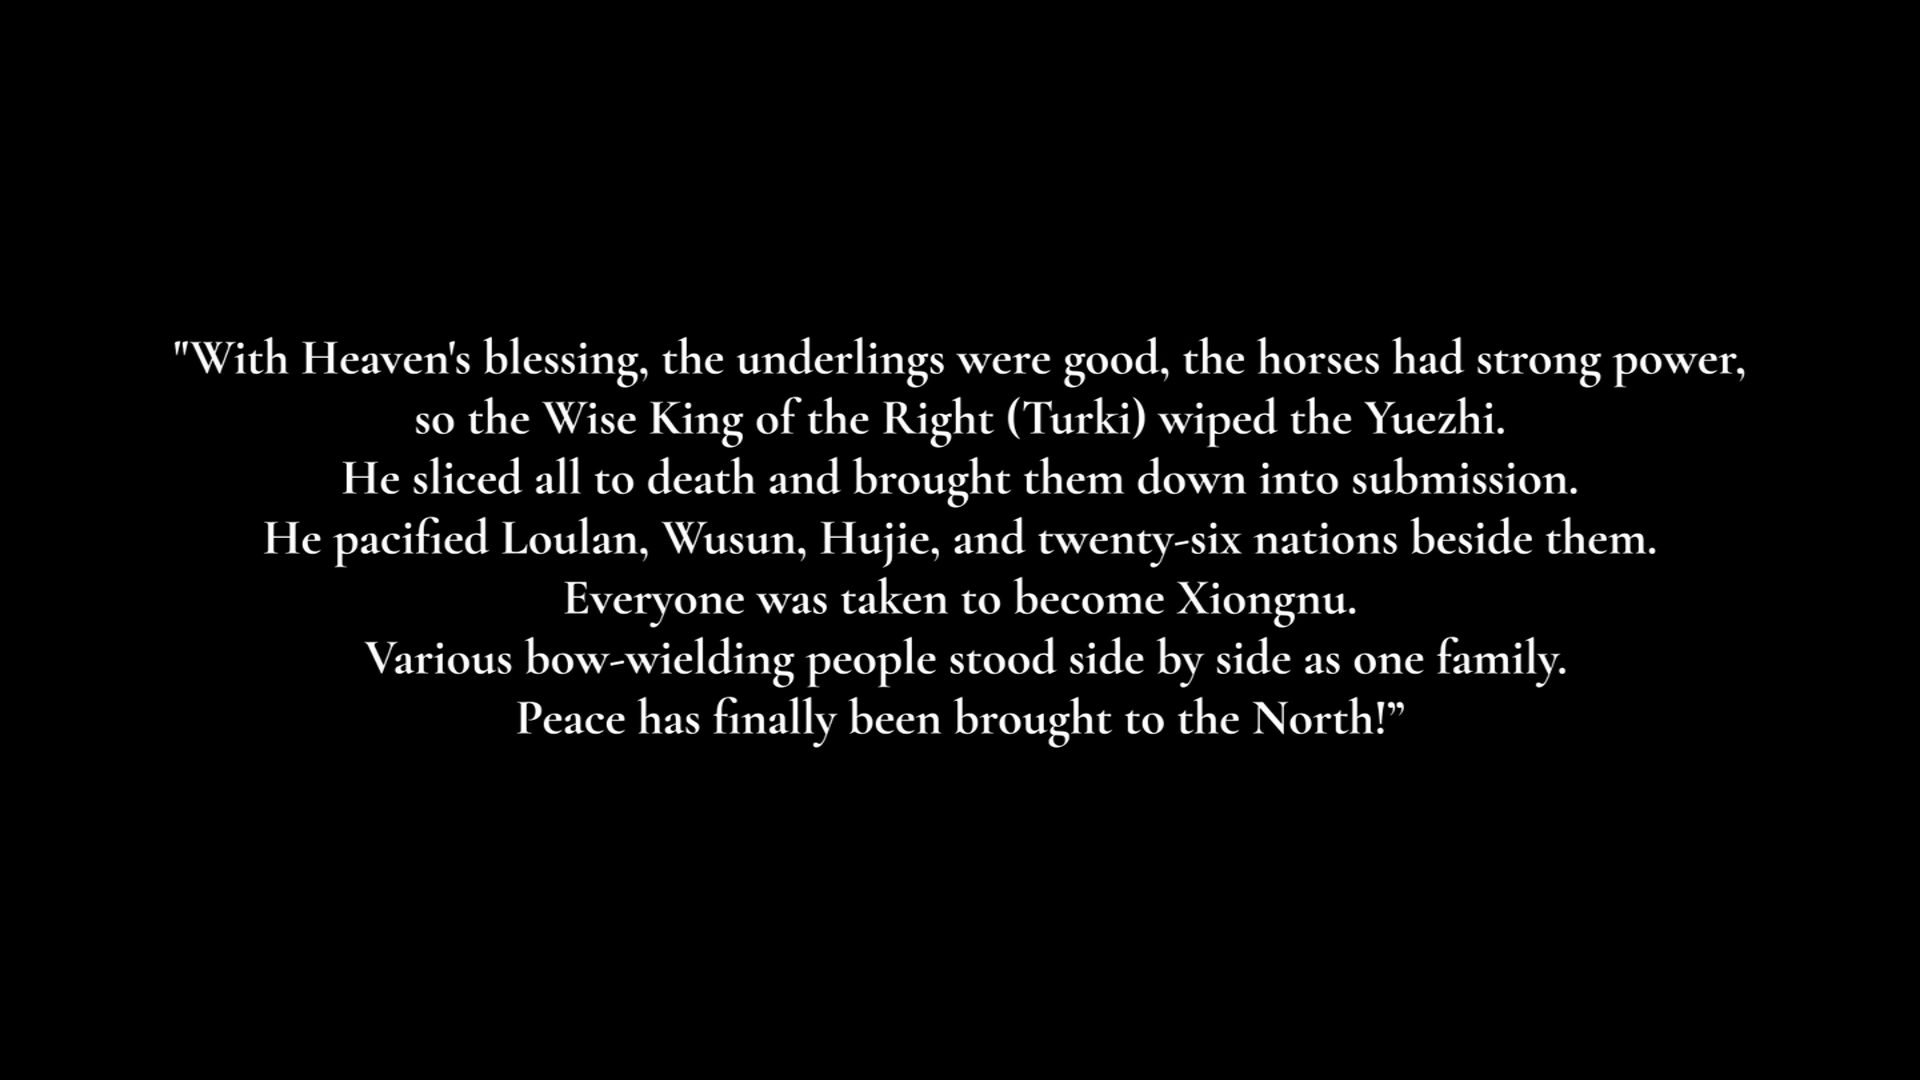 "With Heaven's blessing, the underlings were good, the horses had strong power,
so the Wise King of the Right (Turki) wiped the Yuezhi.
He sliced all to death and brought them down into submission.
He pacified Loulan, Wusun, Hujie, and twenty-six nations beside them.
Everyone was taken to become Xiongnu.
Various bow-wielding people stood side by side as one family.
Peace has finally been brought to the North!”